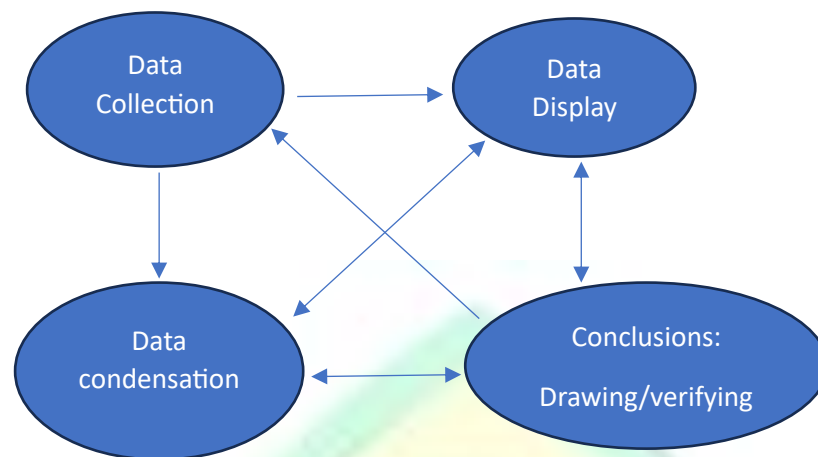 Data
Collection
Data
Display
Data
condensation
Conclusions:
Drawing/verifying